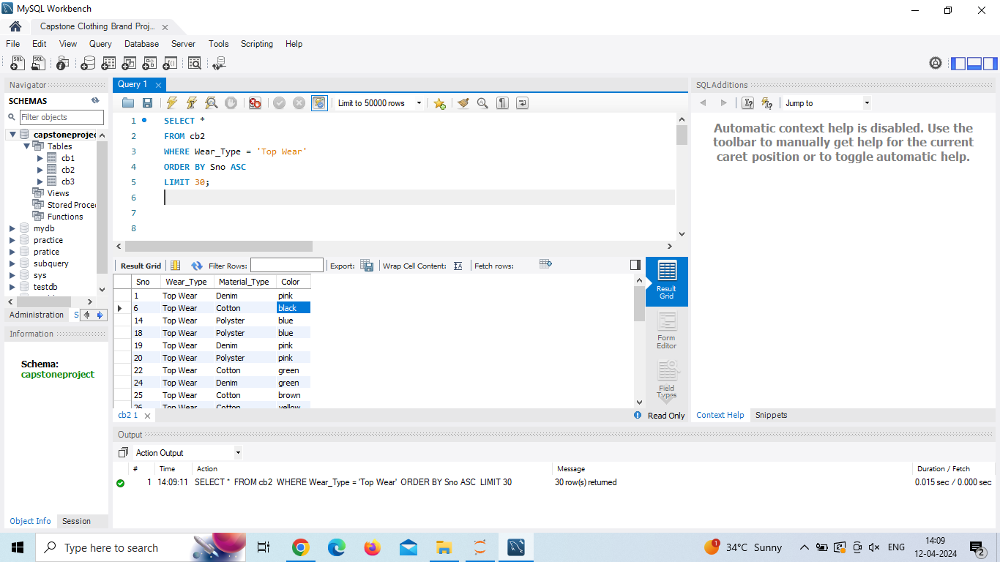 MySQL Workbench
Capstone Clothing Brand Proj...
File Edit View Query Database Server Tools Scripting Help
Navigator
SCHEMAS
Filter objects
capstoneproject
Tables
cb1
cb2
cb3
Views
Stored Proce
Functions
mydb
practice
pratice
subquery
sys
testdb
Administration S
Information
Schema:
capstoneproject
Object Info Session
Query 1
Limit to 50000 rows
1 SELECT *
2 FROM cb2
3 WHERE Wear_Type = 'Top Wear'
4 ORDER BY Sno ASC
5 LIMIT 30;
6
7
8
Result Grid Filter Rows: Export: Wrap Cell Content: Fetch rows:
Sno Wear_Type Material_Type Color
1 Top Wear Denim pink
6 Top Wear Cotton black
14 Top Wear Polyster blue
18 Top Wear Polyster blue
19 Top Wear Denim pink
20 Top Wear Polyster pink
22 Top Wear Cotton green
24 Top Wear Denim green
25 Top Wear Cotton brown
26 Top Wear Cotton yellow
Result
Grid
Form
Editor
Field
Types
cb2 1
Read Only
SQLAdditions
Jump to
Automatic context help is disabled. Use the
toolbar to manually get help for the current
caret position or to toggle automatic help.
Context Help Snippets
Output
Action Output
# Time Action Message Duration / Fetch
1 14:09:11 SELECT * FROM cb2 WHERE Wear_Type = 'Top Wear' ORDER BY Sno ASC LIMIT 30 30 row(s) returned 0.015 sec / 0.000 sec
Type here to search
1
34°C Sunny
ENG
14:09
12-04-2024
2